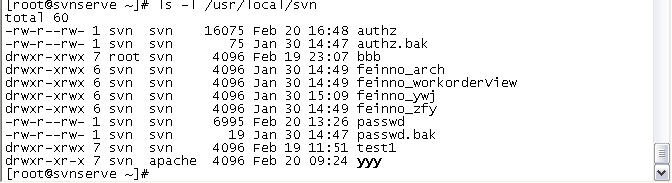 [root@svnserve ~]# ls -l /usr/local/svn
total 60
-rw-r--rw- 1 svn  svn    16075 Feb 20 16:48 authz
-rw-r--rw- 1 svn  svn       75 Jan 30 14:47 authz.bak
drwxr-xrwx 7 root svn     4096 Feb 19 23:07 bbb
drwxr-xrwx 6 svn  svn     4096 Jan 30 14:49 feinno_arch
drwxr-xrwx 6 svn  svn     4096 Jan 30 14:49 feinno_workorderView
drwxr-xrwx 6 svn  svn     4096 Jan 30 15:09 feinno_ywj
drwxr-xrwx 6 svn  svn     4096 Jan 30 14:49 feinno_zfy
-rw-r--rw- 1 svn  svn     6995 Feb 20 13:26 passwd
-rw-r--rw- 1 svn  svn       19 Jan 30 14:47 passwd.bak
drwxr-xrwx 7 svn  svn     4096 Feb 19 11:51 test1
drwxr-xr-x 7 svn  apache  4096 Feb 20 09:24 yyy
[root@svnserve ~]#